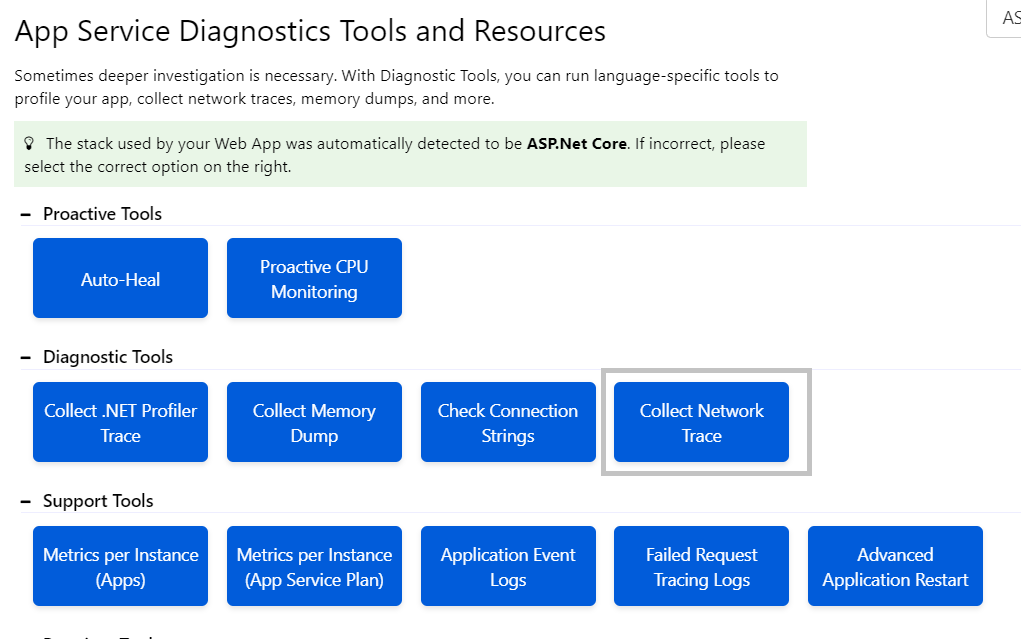 App Service Diagnostics Tools and Resources
AS
Sometimes deeper investigation is necessary. With Diagnostic Tools, you can run language-specific tools to
profile your app, collect network traces, memory dumps, and more.
The stack used by your Web App was automatically detected to be ASP.Net Core. If incorrect, please
select the correct option on the right.
Proactive Tools
Auto-Heal
Proactive CPU
Monitoring
Diagnostic Tools
Collect .NET Profiler
Trace
Collect Memory
Dump
Check Connection
Strings
Collect Network
Trace
Support Tools
Metrics per Instance
(Apps)
Metrics per Instance
(App Service Plan)
Application Event
Logs
Failed Request
Tracing Logs
Advanced
Application Restart